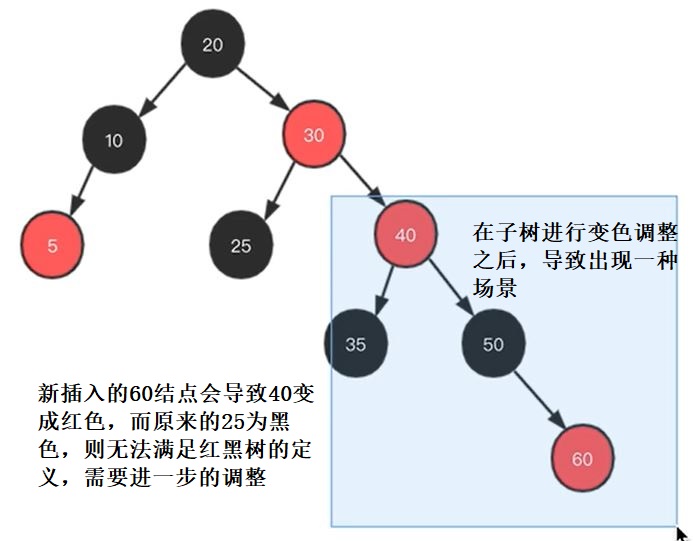 20
10
30
5
25
40
在子树进行变色调整
之后，导致出现一种
场景
35
50
新插入的60结点会导致40变
成红色，而原来的25为黑
色，则无法满足红黑树的定
义，需要进一步的调整
60